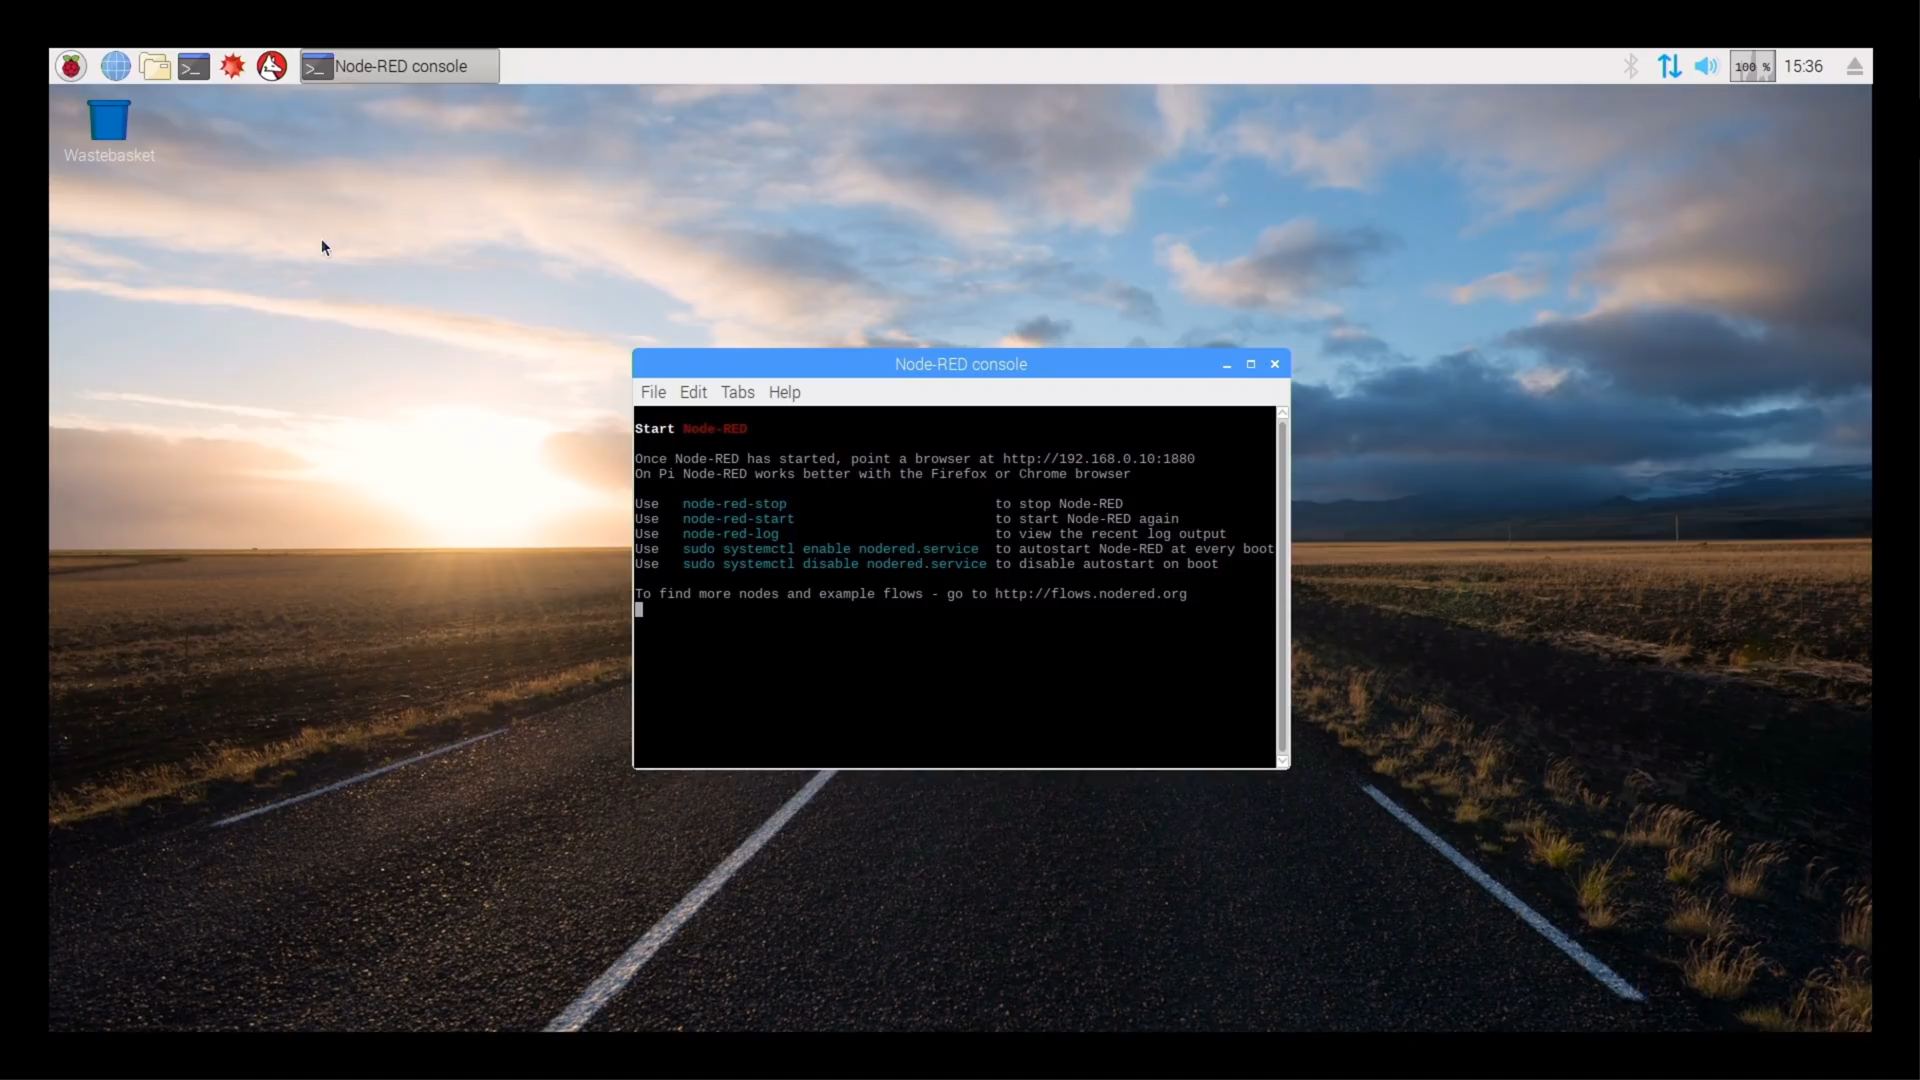 Node-RED console
100 %
15:36
Wastebasket
Node-RED console
File Edit Tabs Help
Start Node-RED
Once Node-RED has started, point a browser at http://192.168.0.10:1880
On Pi Node-RED works better with the Firefox or Chrome browser
Use node-red-stop to stop Node-RED
Use node-red-start to start Node-RED again
Use node-red-log to view the recent log output
Use sudo systemctl enable nodered.service to autostart Node-RED at every boot
Use sudo systemctl disable nodered.service to disable autostart on boot
To find more nodes and example flows - go to http://flows.nodered.org